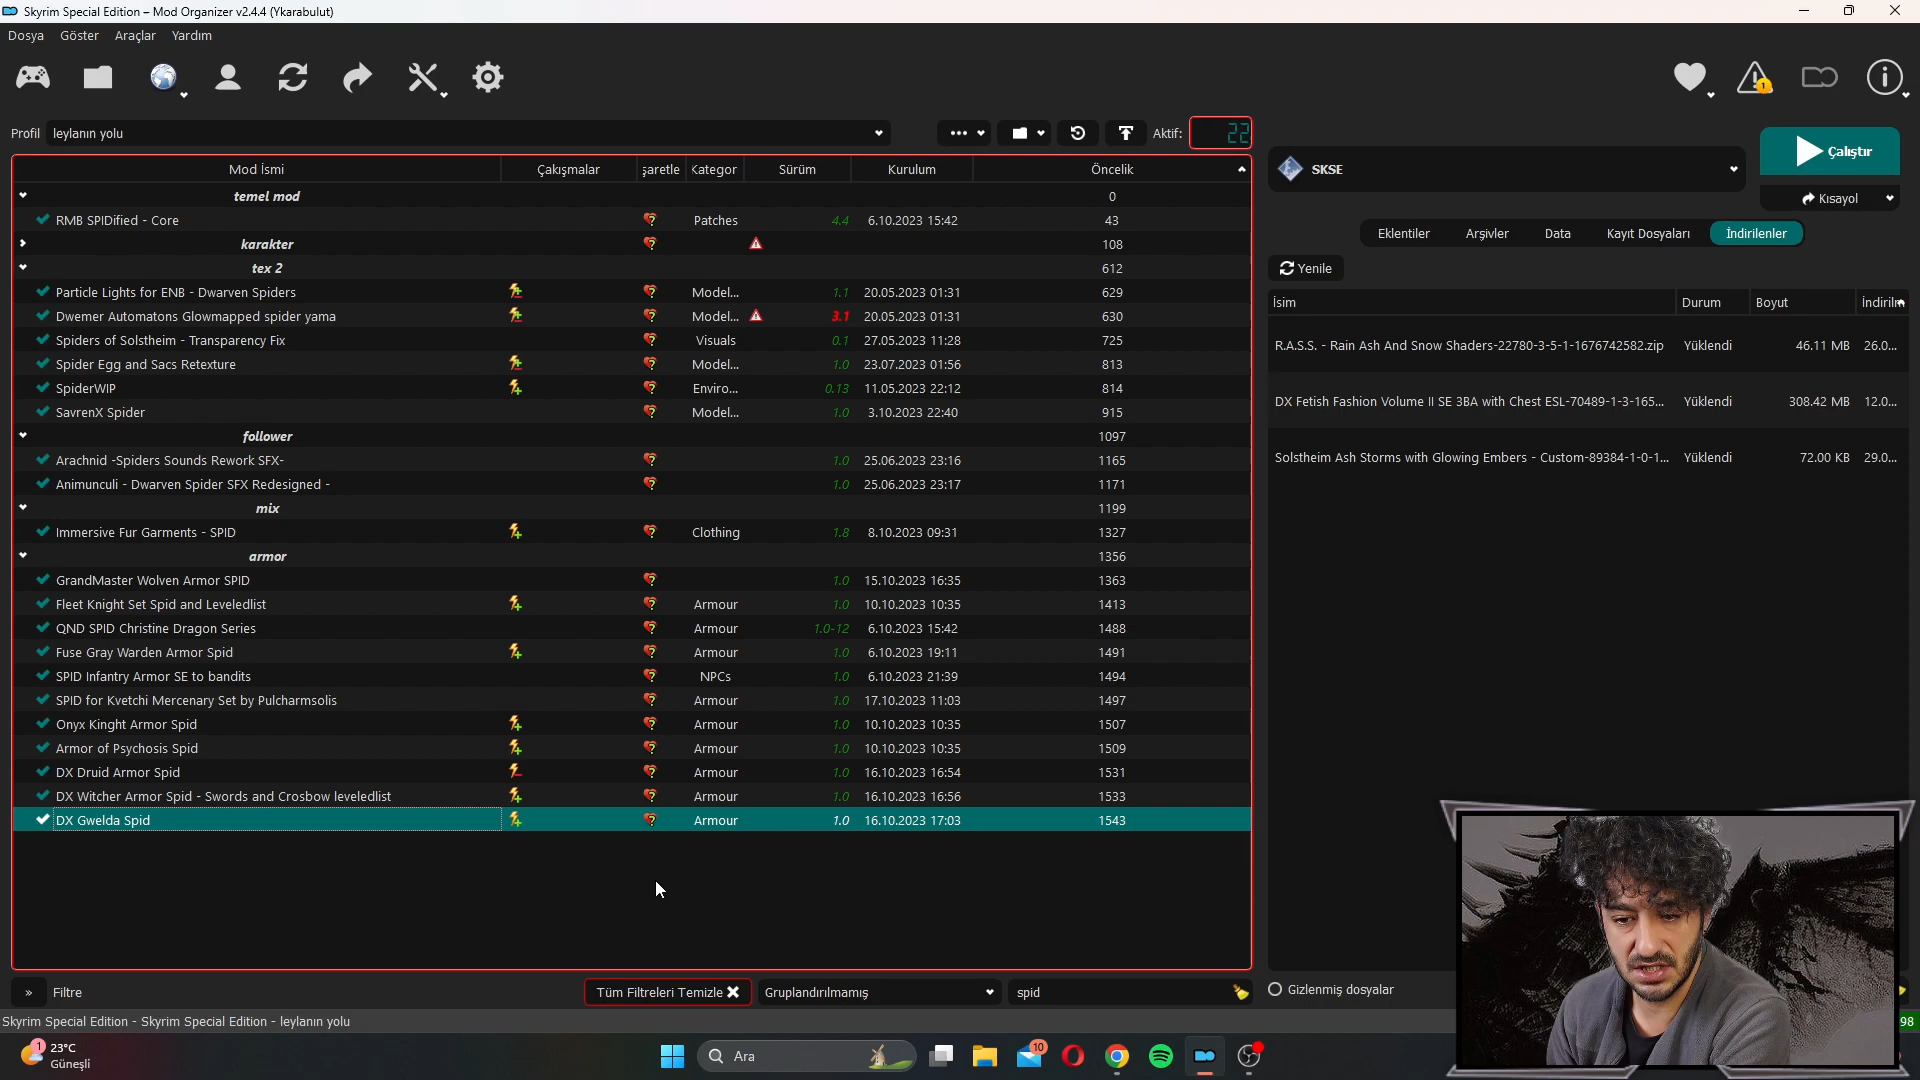 Skyrim Special Edition – Mod Organizer v2.4.4 (Ykarabulut)
Dosya Göster Araçlar Yardım
1
Profil leylanın yolu Aktif: 22
Mod İsmi Çakışmalar şaretle Kategor Sürüm Kurulum Öncelik
temel mod 0
RMB SPIDified - Core Patches 4.4 6.10.2023 15:42 43
karakter 108
tex 2 612
Particle Lights for ENB - Dwarven Spiders Model... 1.1 20.05.2023 01:31 629
Dwemer Automatons Glowmapped spider yama Model... 3.1 20.05.2023 01:31 630
Spiders of Solstheim - Transparency Fix Visuals 0.1 27.05.2023 11:28 725
Spider Egg and Sacs Retexture Model... 1.0 23.07.2023 01:56 813
SpiderWIP Enviro... 0.13 11.05.2023 22:12 814
SavrenX Spider Model... 1.0 3.10.2023 22:40 915
follower 1097
Arachnid -Spiders Sounds Rework SFX- 1.0 25.06.2023 23:16 1165
Animunculi - Dwarven Spider SFX Redesigned - 1.0 25.06.2023 23:17 1171
mix 1199
Immersive Fur Garments - SPID Clothing 1.8 8.10.2023 09:31 1327
armor 1356
GrandMaster Wolven Armor SPID 1.0 15.10.2023 16:35 1363
Fleet Knight Set Spid and Leveledlist Armour 1.0 10.10.2023 10:35 1413
QND SPID Christine Dragon Series Armour 1.0-12 6.10.2023 15:42 1488
Fuse Gray Warden Armor Spid Armour 1.0 6.10.2023 19:11 1491
SPID Infantry Armor SE to bandits NPCs 1.0 6.10.2023 21:39 1494
SPID for Kvetchi Mercenary Set by Pulcharmsolis Armour 1.0 17.10.2023 11:03 1497
Onyx Kinght Armor Spid Armour 1.0 10.10.2023 10:35 1507
Armor of Psychosis Spid Armour 1.0 10.10.2023 10:35 1509
DX Druid Armor Spid Armour 1.0 16.10.2023 16:54 1531
DX Witcher Armor Spid - Swords and Crosbow leveledlist Armour 1.0 16.10.2023 16:56 1533
DX Gwelda Spid Armour 1.0 16.10.2023 17:03 1543
» Filtre Tüm Filtreleri Temizle Gruplandırılmamış spid
SKSE Çalıştır
Kısayol
Eklentiler Arşivler Data Kayıt Dosyaları İndirilenler
Yenile
İsim Durum Boyut İndirilm
R.A.S.S. - Rain Ash And Snow Shaders-22780-3-5-1-1676742582.zip Yüklendi 46.11 MB 26.0...
DX Fetish Fashion Volume II SE 3BA with Chest ESL-70489-1-3-165... Yüklendi 308.42 MB 12.0...
Solstheim Ash Storms with Glowing Embers - Custom-89384-1-0-1... Yüklendi 72.00 KB 29.0...
Gizlenmiş dosyalar
Skyrim Special Edition - Skyrim Special Edition - leylanın yolu 98
1 23°C
Güneşli
Ara
10